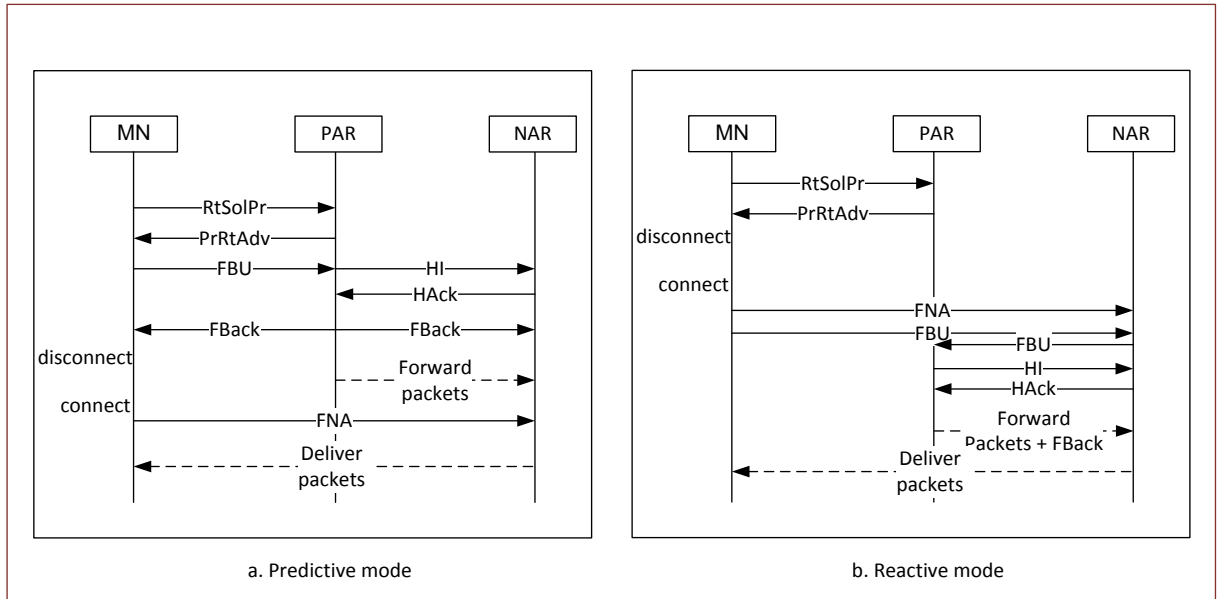 MN
PAR
NAR
RtSolPr
PrRtAdv
FBU
HI
HAck
FBack
FBack
disconnect
Forward
packets
connect
FNA
Deliver
packets
a. Predictive mode
MN
PAR
NAR
RtSolPr
PrRtAdv
disconnect
connect
FNA
FBU
FBU
HI
HAck
Forward
Packets + FBack
Deliver
packets
b. Reactive mode